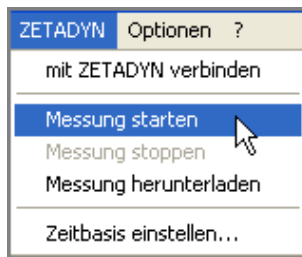 ZETADYN Optionen ?
mit ZETADYN verbinden
Messung starten
Messung stoppen
Messung herunterladen
Zeitbasis einstellen...